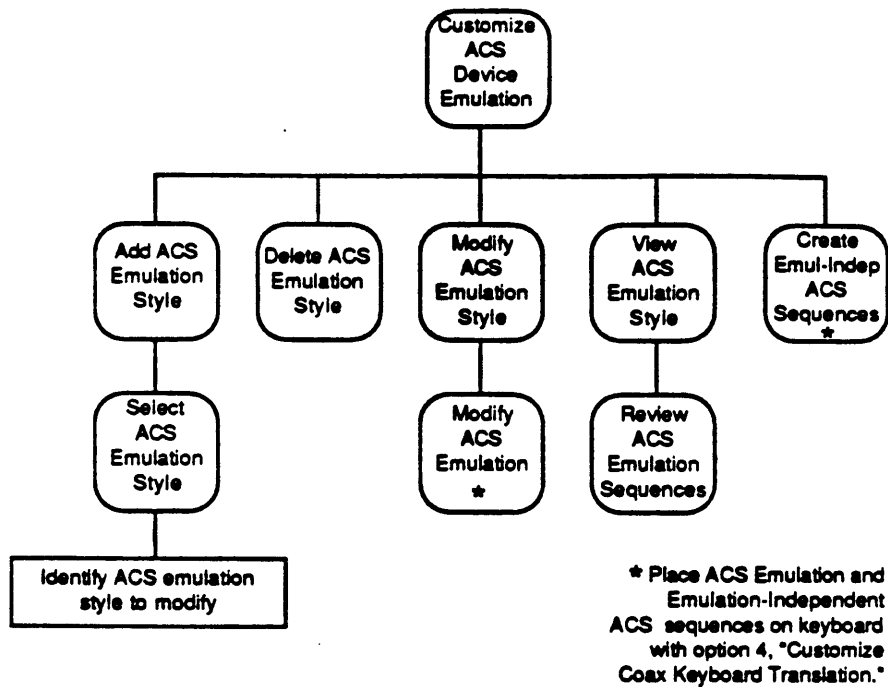 Customize
ACS
Device
Emulation
Add ACS
Emulation
Style
Delete ACS
Emulation
Style
Modify
ACS
Emulation
Style
View
ACS
Emulation
Style
Create
Emul-Indep
ACS
Sequences
*
Select
ACS
Emulation
Style
Modify
ACS
Emulation
*
Review
ACS
Emulation
Sequences
Identify ACS emulation
style to modify
* Place ACS Emulation and
Emulation-Independent
ACS sequences on keyboard
with option 4, "Customize
Coax Keyboard Translation."